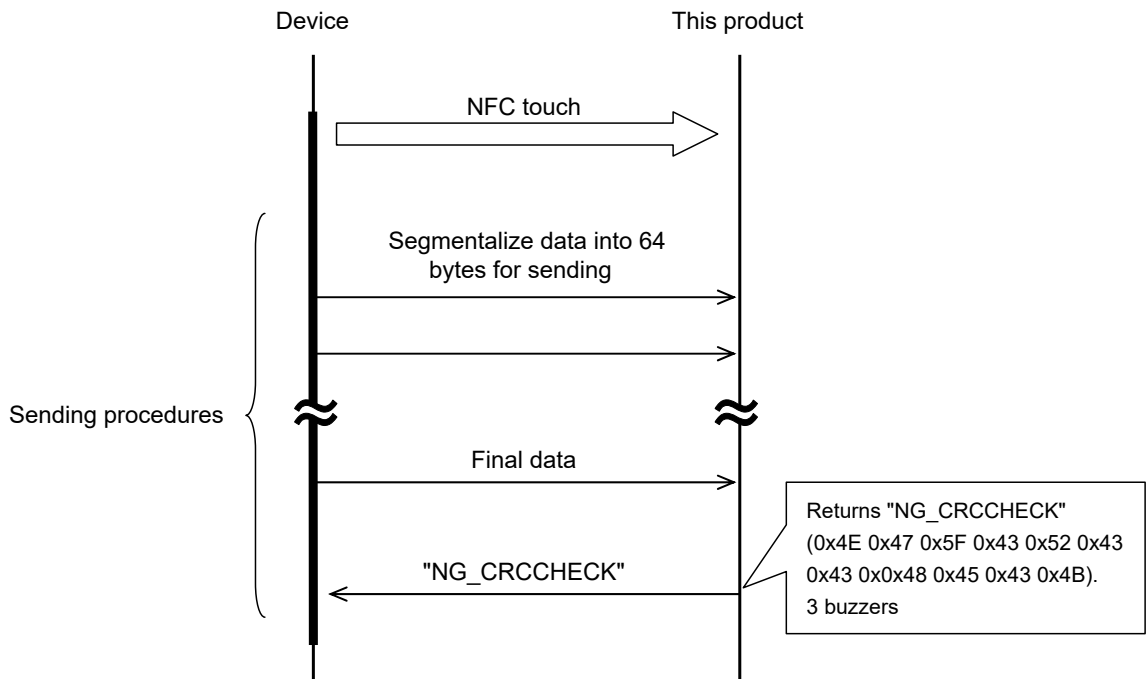 Device
This product
NFC touch
Segmentalize data into 64
bytes for sending
Sending procedures
Final data
"NG_CRCCHECK"
Returns "NG_CRCCHECK"
(0x4E 0x47 0x5F 0x43 0x52 0x43
0x43 0x0x48 0x45 0x43 0x4B).
3 buzzers